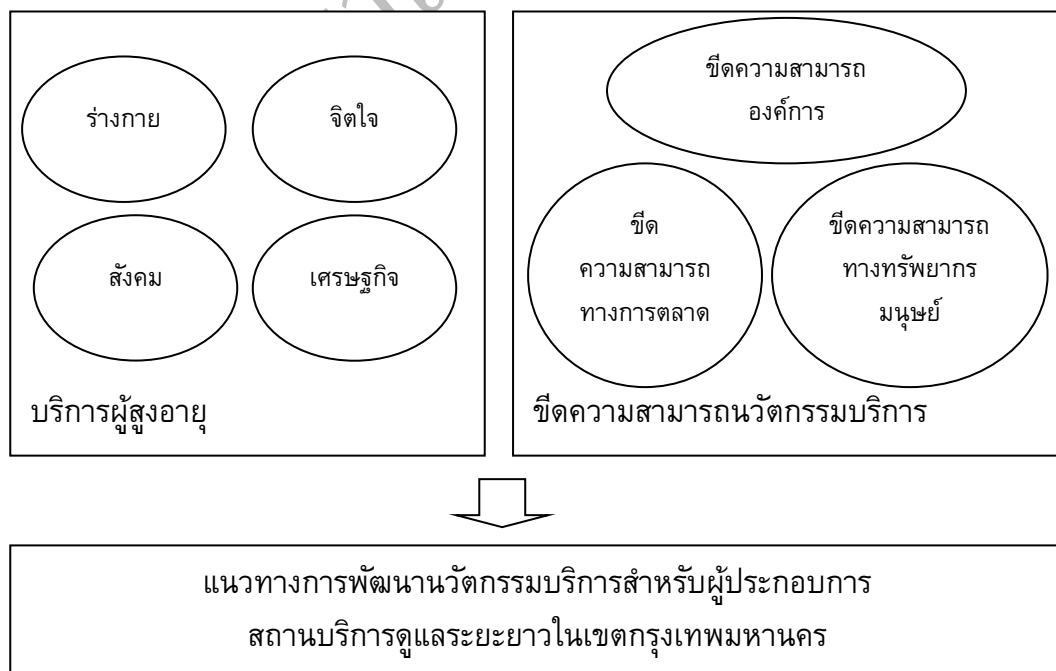 ร่างกาย
จิตใจ
สังคม
เศรษฐกิจ
บริการผู้สูงอายุ
ขีดความสามารถ
องค์การ
ขีด
ความสามารถ
ทางการตลาด
ขีดความสามารถ
ทางทรัพยากร
มนุษย์
ขีดความสามารถนวัตกรรมบริการ
แนวทางการพัฒนานวัตกรรมบริการสำหรับผู้ประกอบการ
สถานบริการดูแลระยะยาวในเขตกรุงเทพมหานคร